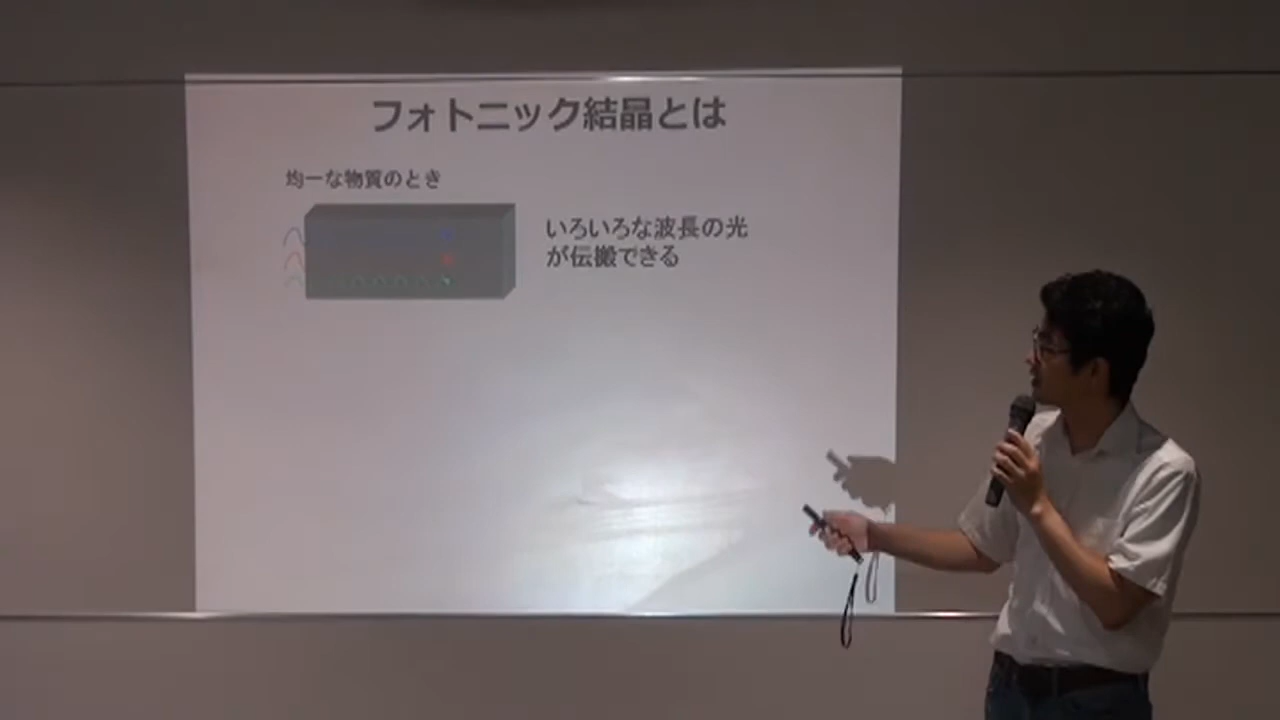 フォトニック結晶とは
均一な物質のとき
いろいろな波長の光
が伝搬できる